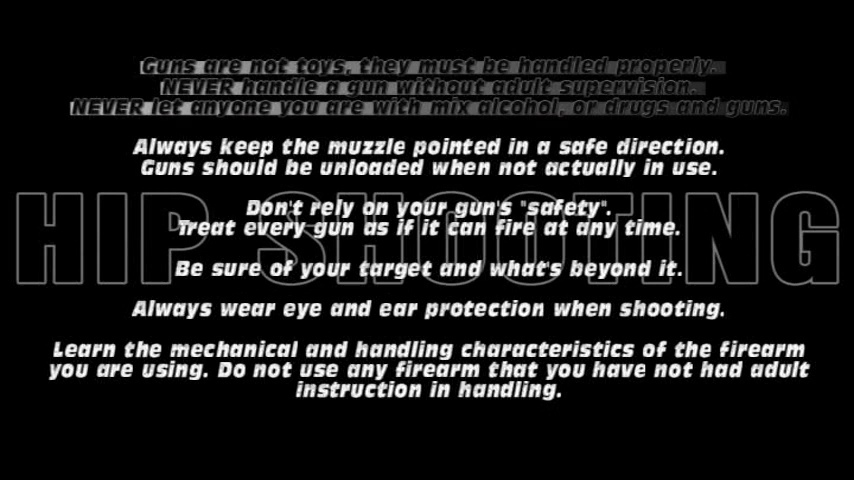 Guns are not toys, they must be handled properly.
NEVER handle a gun without adult supervision.
NEVER let anyone you are with mix alcohol, or drugs and guns.
Always keep the muzzle pointed in a safe direction.
Guns should be unloaded when not actually in use.
HIP SHOOTING
Don't rely on your gun's "safety".
Treat every gun as if it can fire at any time.
Be sure of your target and what's beyond it.
Always wear eye and ear protection when shooting.
Learn the mechanical and handling characteristics of the firearm
you are using. Do not use any firearm that you have not had adult
instruction in handling.